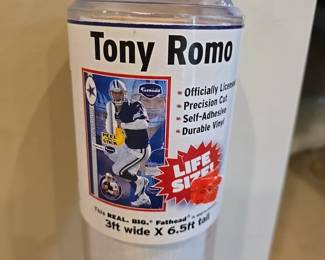 Tony Romo
• Officially Licensed
• Precision Cut
• Self-Adhesive
• Durable Vinyl
LIFE
SIZE!
This REAL. BIG.® Fathead®
3ft wide X 6.5ft tall